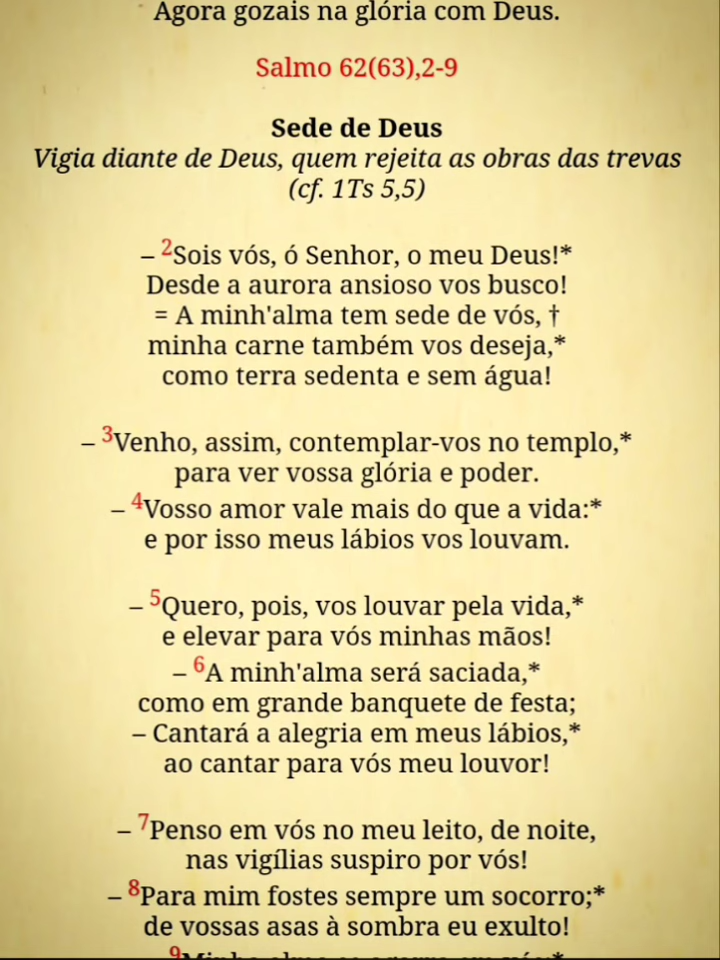 Agora gozais na glória com Deus.
Salmo 62(63),2-9
Sede de Deus
Vigia diante de Deus, quem rejeita as obras das trevas
(cf. 1Ts 5,5)
– 2Sois vós, ó Senhor, o meu Deus!*
Desde a aurora ansioso vos busco!
= A minh'alma tem sede de vós, †
minha carne também vos deseja,*
como terra sedenta e sem água!
– 3Venho, assim, contemplar-vos no templo,*
para ver vossa glória e poder.
– 4Vosso amor vale mais do que a vida:*
e por isso meus lábios vos louvam.
– 5Quero, pois, vos louvar pela vida,*
e elevar para vós minhas mãos!
– 6A minh'alma será saciada,*
como em grande banquete de festa;
– Cantará a alegria em meus lábios,*
ao cantar para vós meu louvor!
– 7Penso em vós no meu leito, de noite,
nas vigílias suspiro por vós!
– 8Para mim fostes sempre um socorro;*
de vossas asas à sombra eu exulto!